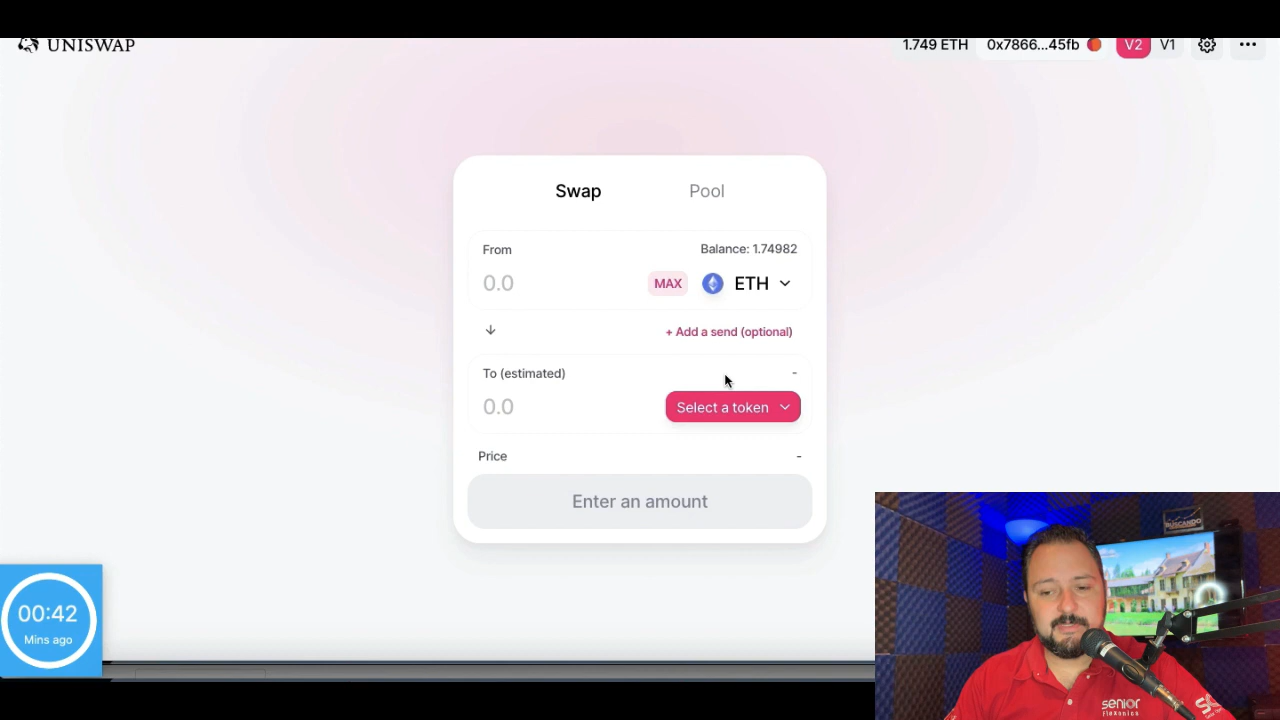 UNISWAP
1.749 ETH 0x7866...45fb V2 V1
Swap Pool
From Balance: 1.74982
0.0 MAX ETH
+ Add a send (optional)
To (estimated) -
0.0 Select a token
Price -
Enter an amount
00:42
Mins ago
BUSCANDO
senior